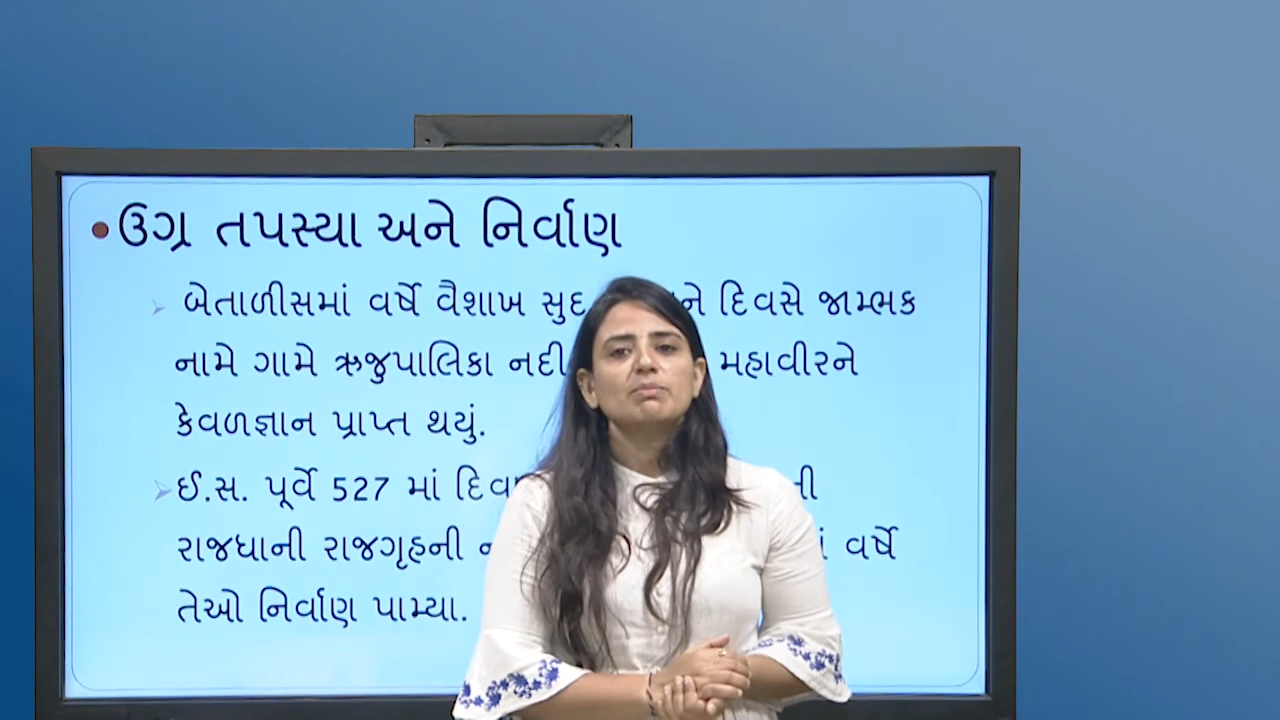 ઉગ્ર તપસ્યા અને નિર્વાણ
બેતાળીસમાં વર્ષે વૈશાખ સુદ દિવસે જામ્ભક
નામે ગામે ઋજુપાલિકા નદી મહાવીરને
કેવળજ્ઞાન પ્રાપ્ત થયું.
ઈ.સ. પૂર્વે 527 માં
રાજધાની રાજગૃહની વર્ષે
તેઓ નિર્વાણ પામ્યા.